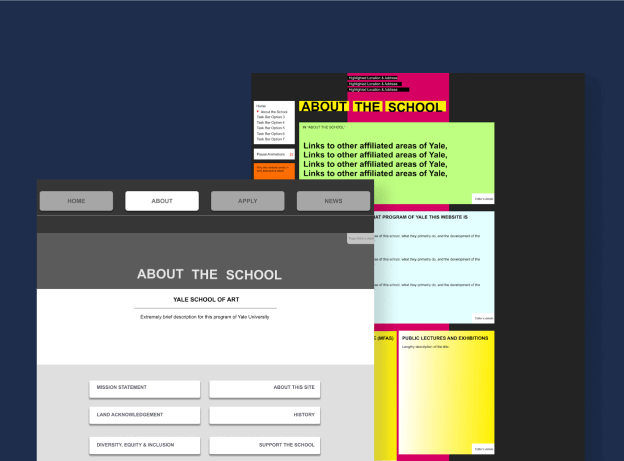 Highlighted Location & Address
Highlighted Location & Address
Highlighted Location & Address
ABOUT THE SCHOOL
Home
About the School
Task Bar Option 3
Task Bar Option 4
Task Bar Option 5
Task Bar Option 6
Task Bar Option 7
Pause Animations
IN "ABOUT THE SCHOOL"
Links to other affiliated areas of Yale,
Links to other affiliated areas of Yale,
Links to other affiliated areas of Yale,
Links to other affiliated areas of Yale,
HOME
ABOUT
APPLY
NEWS
ABOUT THE SCHOOL
YALE SCHOOL OF ART
Extremely brief description for this program of Yale University
MISSION STATEMENT
ABOUT THIS SITE
LAND ACKNOWLEDGEMENT
HISTORY
DIVERSITY, EQUITY & INCLUSION
SUPPORT THE SCHOOL
AT PROGRAM OF YALE THIS WEBSITE IS
of this school, what they primarily do, and the development of the
of this school, what they primarily do, and the development of the
of this school, what they primarily do, and the development of the
(MFAS)
PUBLIC LECTURES AND EXHIBITIONS
Lengthy description of the title.